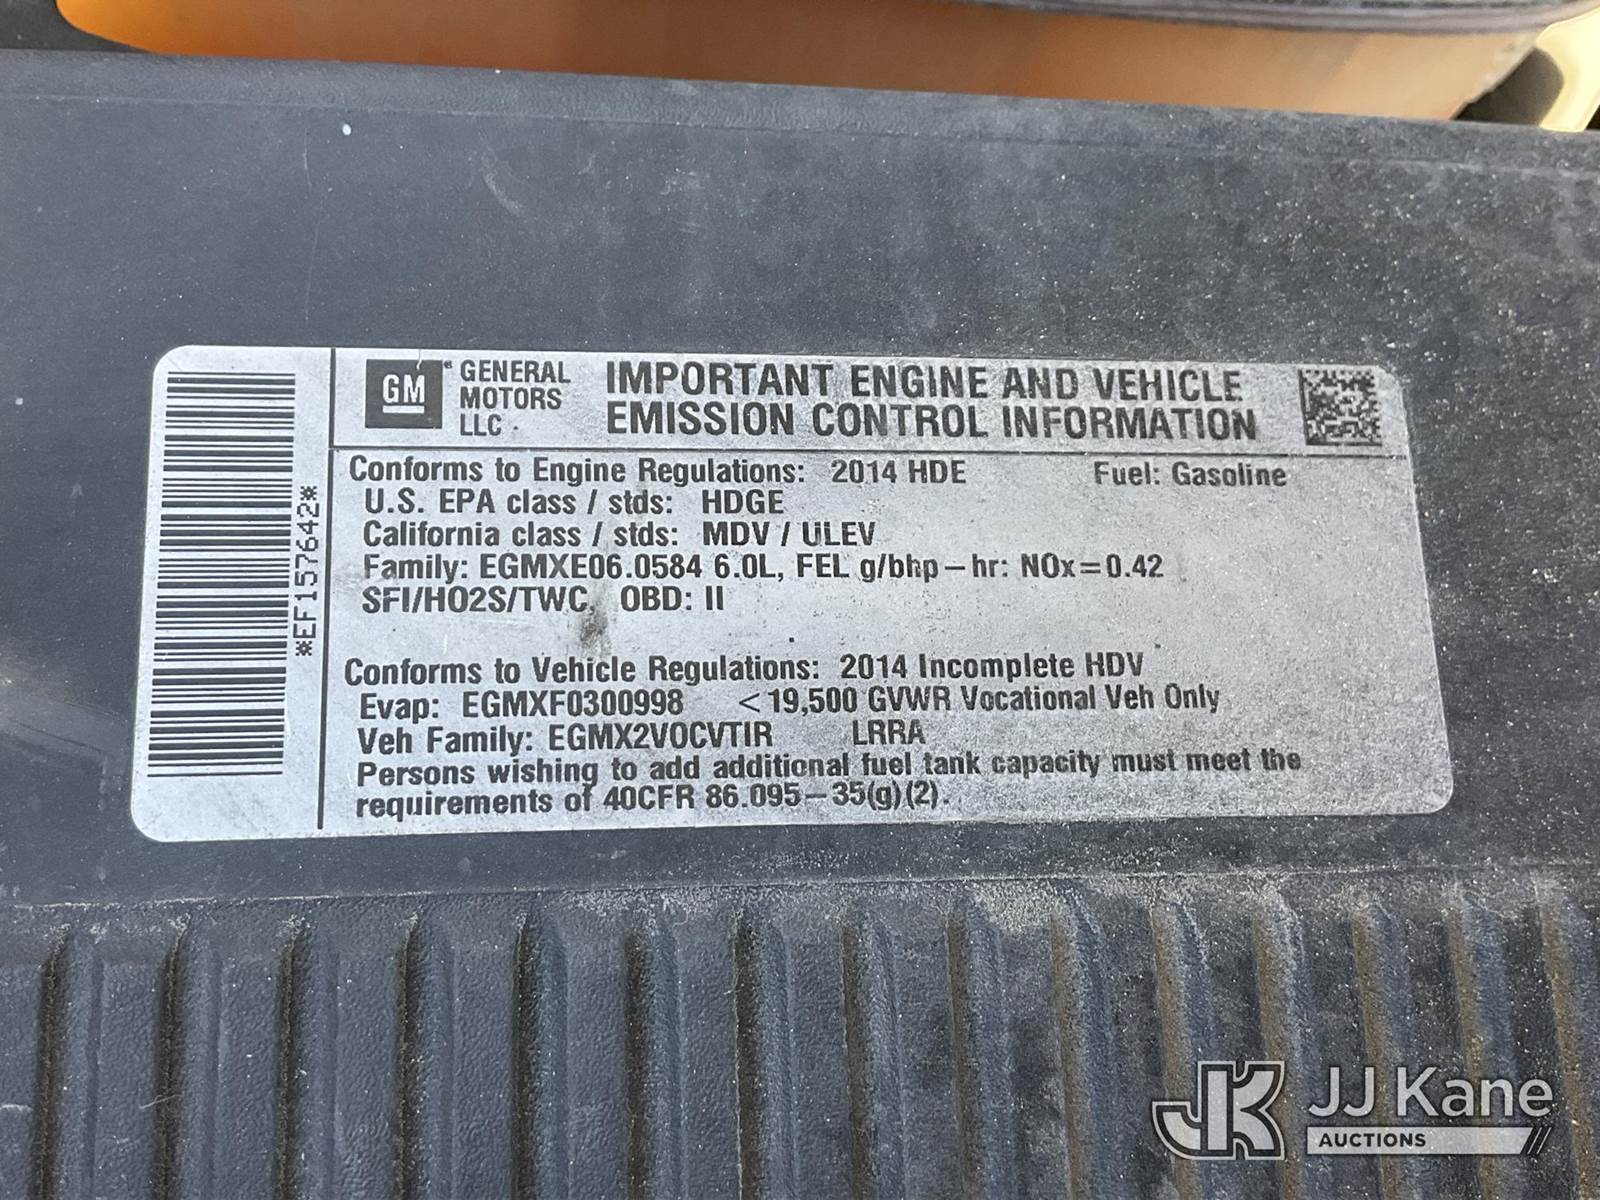 *EF157642*
GM
GENERAL
MOTORS
LLC
IMPORTANT ENGINE AND VEHICLE
EMISSION CONTROL INFORMATION
Conforms to Engine Regulations: 2014 HDE Fuel: Gasoline
U.S. EPA class / stds: HDGE
California class / stds: MDV / ULEV
Family: EGMXE06.0584 6.0L, FEL g/bhp-hr: NOx=0.42
SFI/HO2S/TWC, OBD: II
Conforms to Vehicle Regulations: 2014 Incomplete HDV
Evap: EGMXF0300998 <19,500 GVWR Vocational Veh Only
Veh Family: EGMX2VOCVTIR LRRA
Persons wishing to add additional fuel tank capacity must meet the
requirements of 40CFR 86.095-35(g)(2).
JK JJ Kane
AUCTIONS